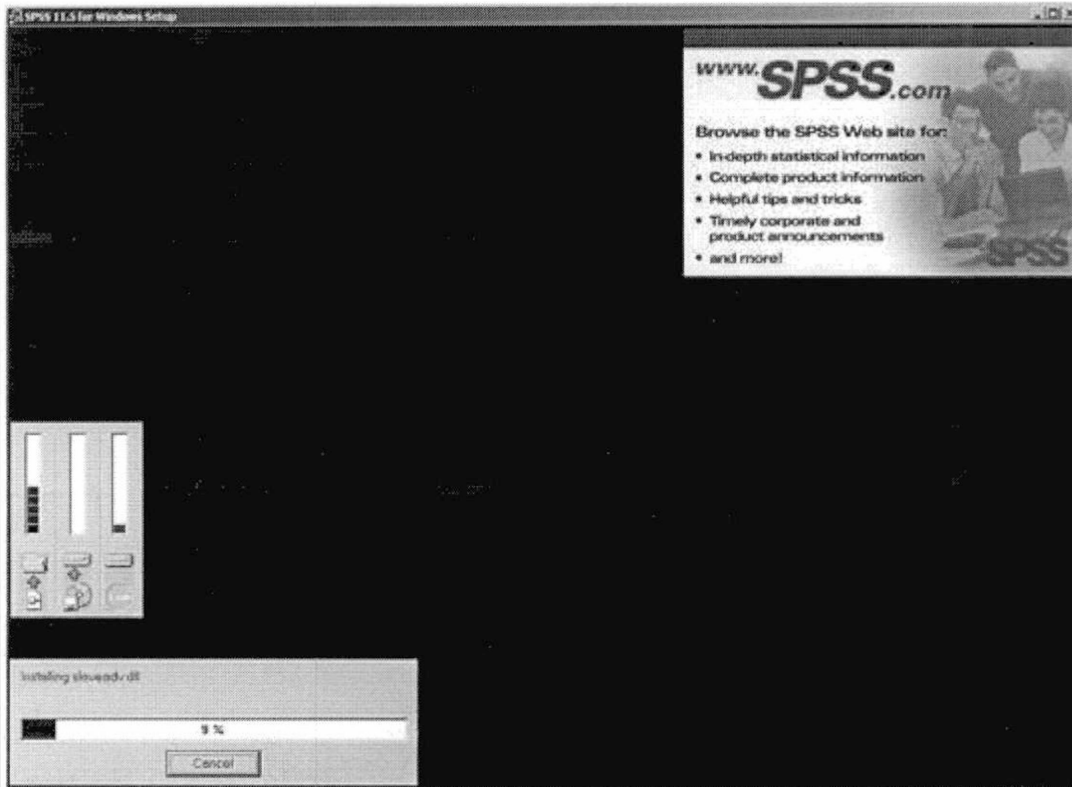 SPSS 11.5 for Windows Setup
www.SPSS.com
Browse the SPSS Web site for:
• In-depth statistical information
• Complete product information
• Helpful tips and tricks
• Timely corporate and
product announcements
• and more!
SPSS
Installing
9 %
Cancel